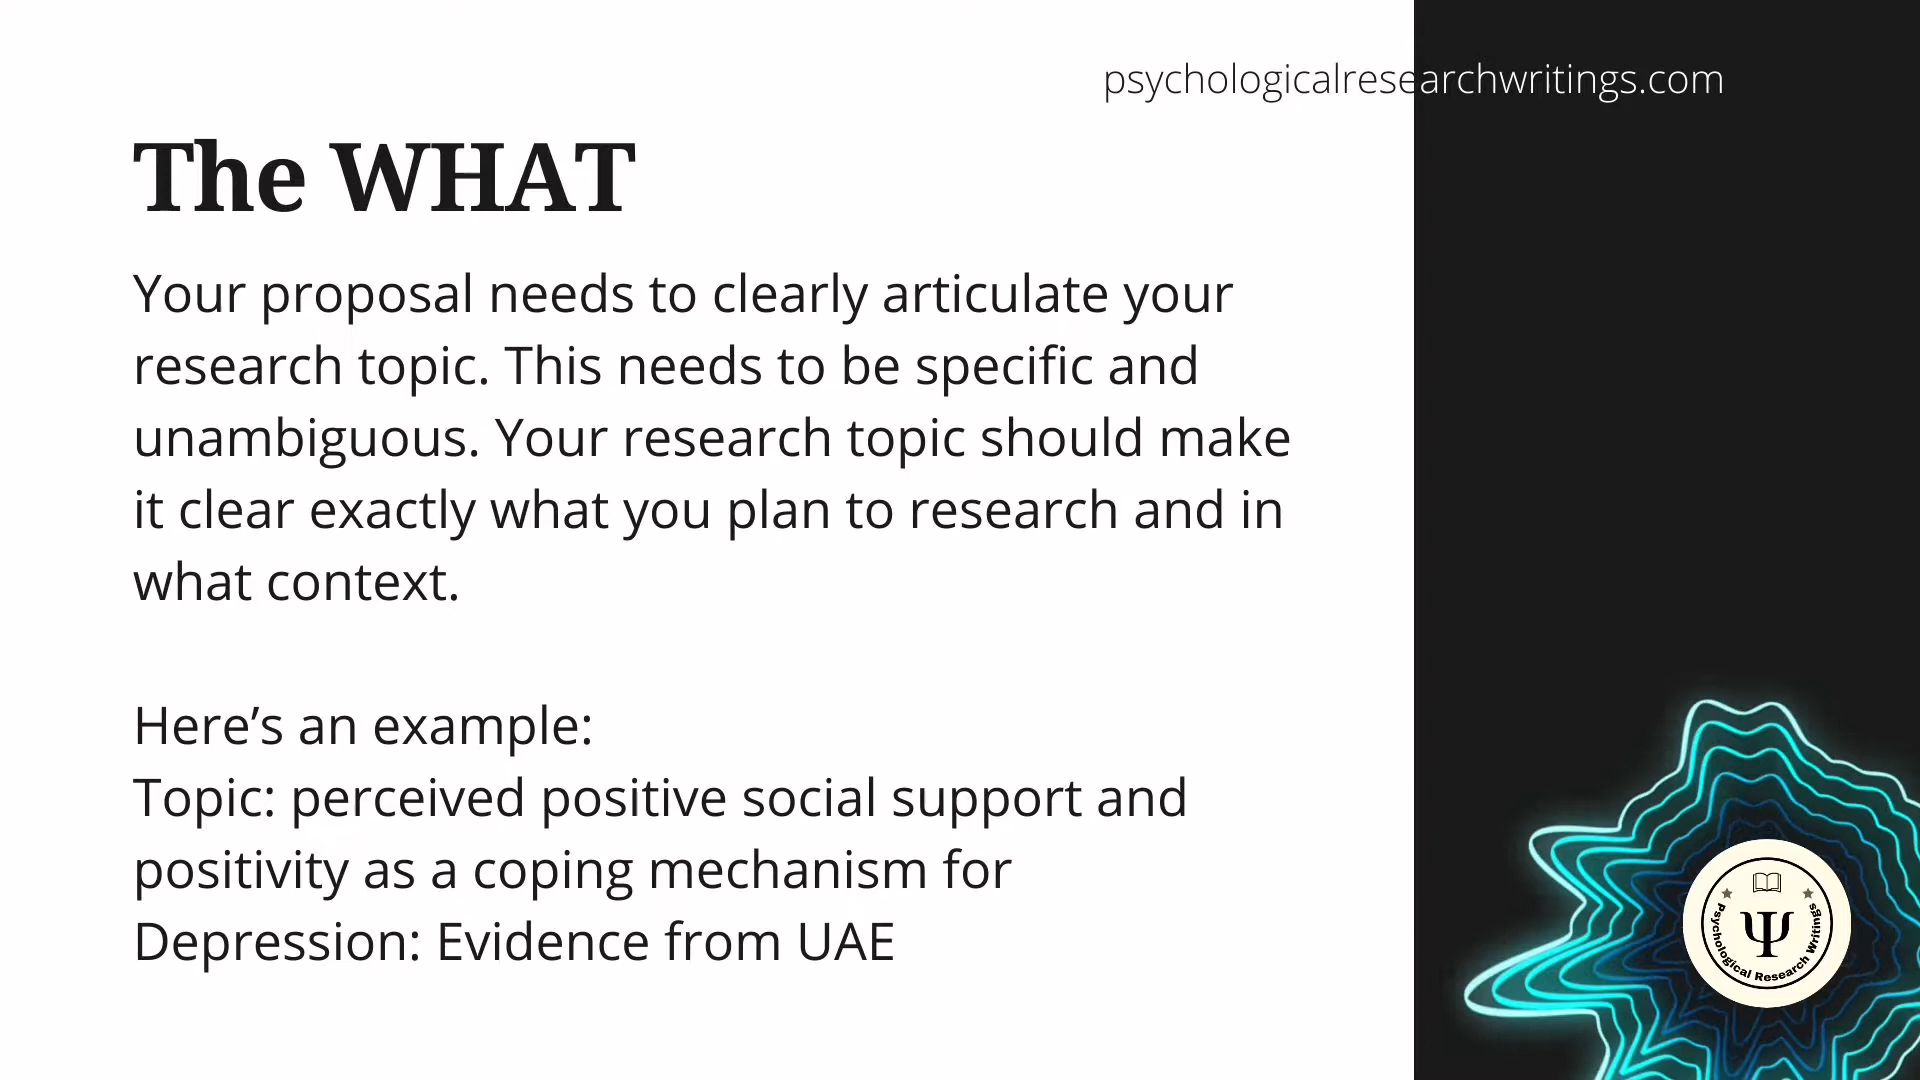 psychologicalresearchwritings.com
The WHAT
Your proposal needs to clearly articulate your
research topic. This needs to be specific and
unambiguous. Your research topic should make
it clear exactly what you plan to research and in
what context.
Here’s an example:
Topic: perceived positive social support and
positivity as a coping mechanism for
Depression: Evidence from UAE
Ψ
Psychological Research Writings